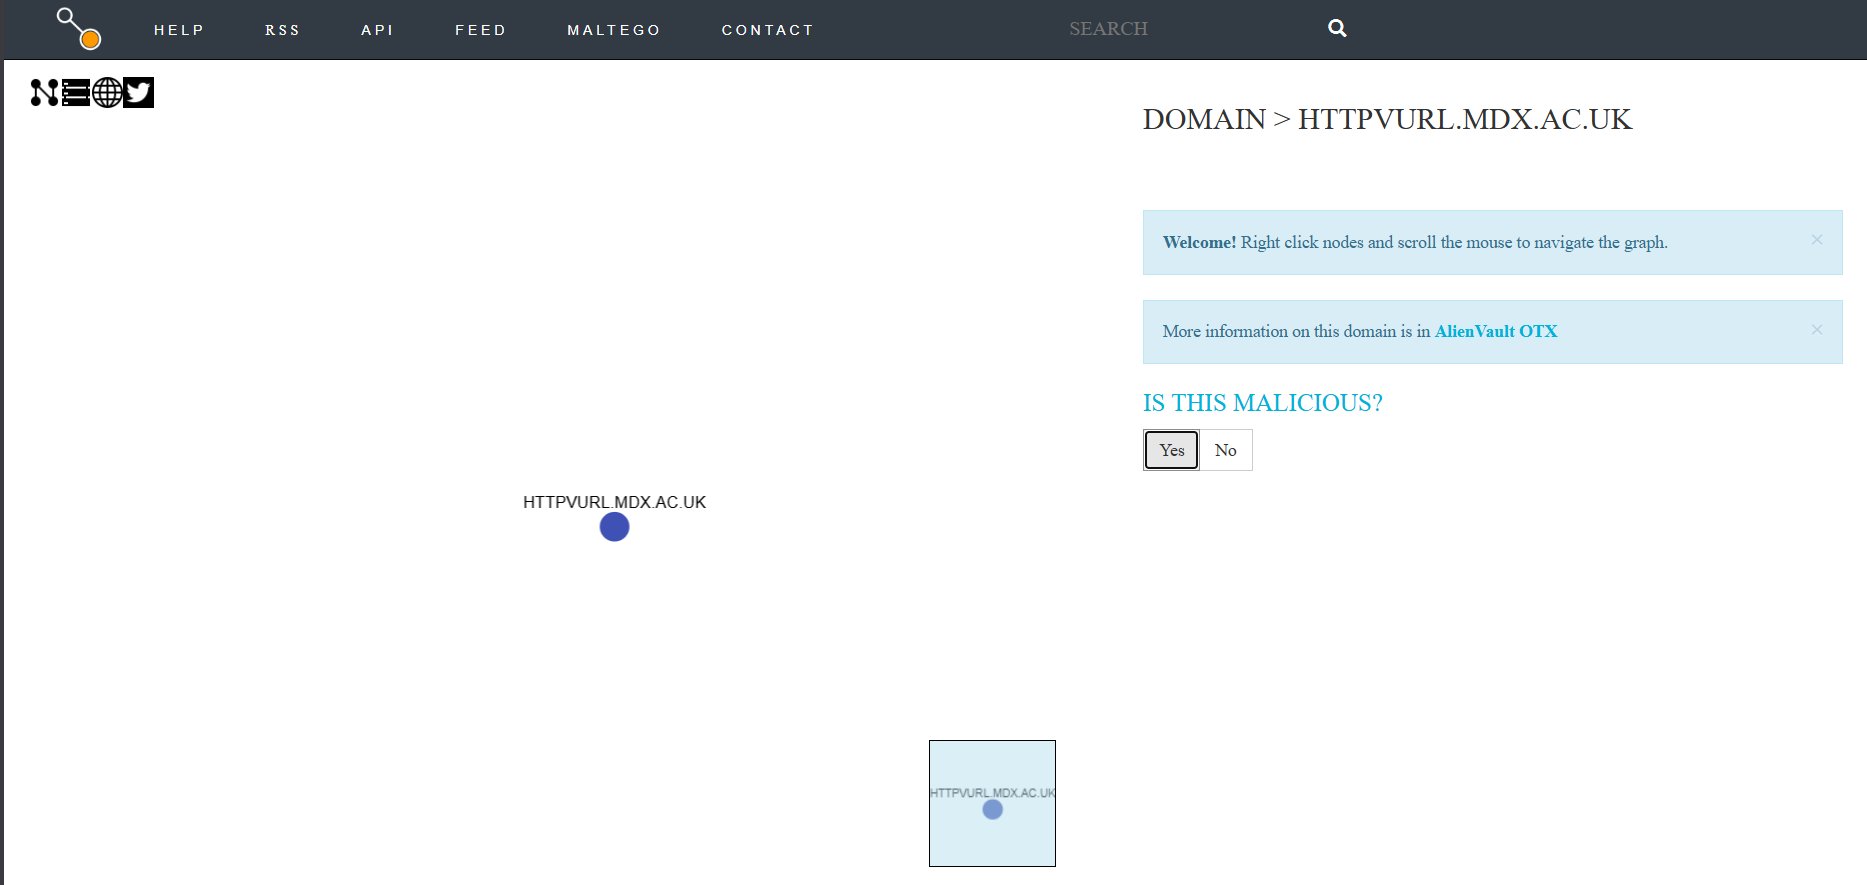 HELP RSS API FEED MALTEGO CONTACT SEARCH
DOMAIN > HTTPVURL.MDX.AC.UK
Welcome! Right click nodes and scroll the mouse to navigate the graph. ×
More information on this domain is in AlienVault OTX ×
IS THIS MALICIOUS?
Yes No
HTTPVURL.MDX.AC.UK
HTTPVURL.MDX.AC.UK